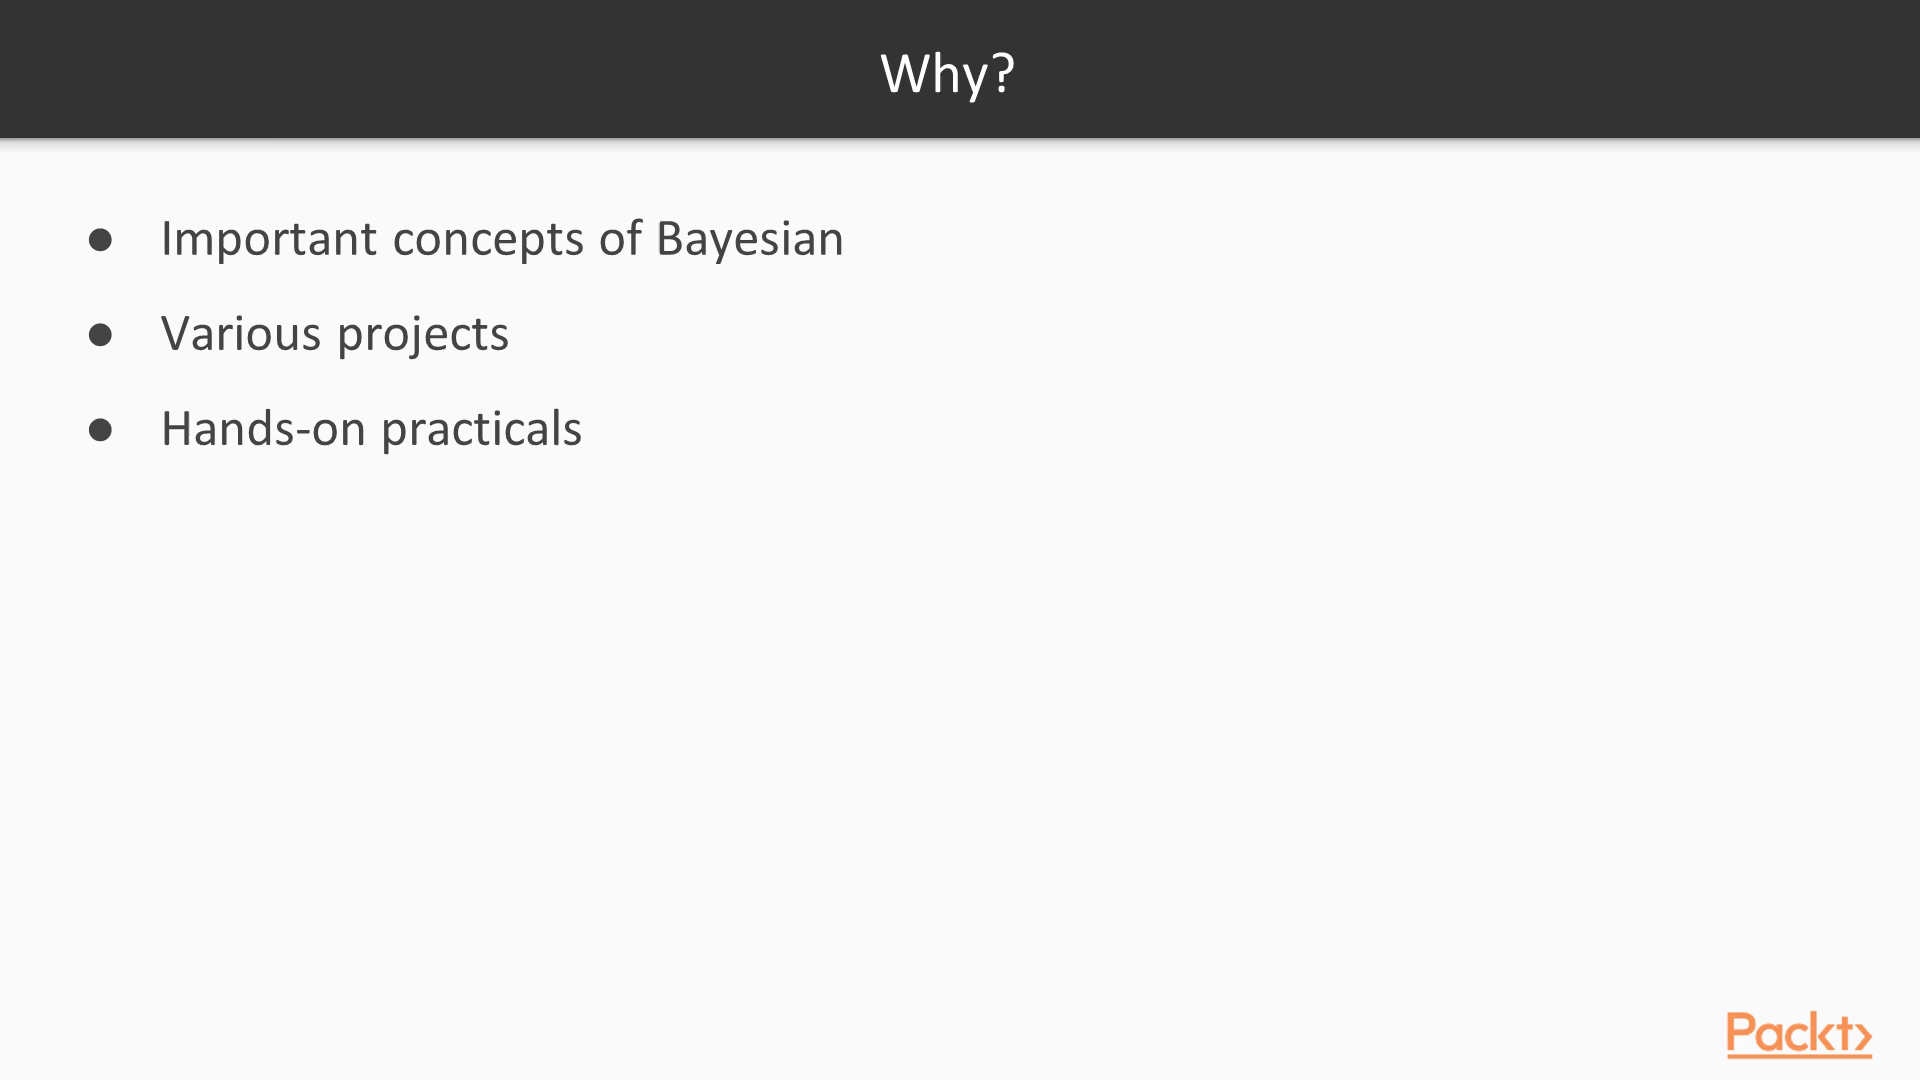 Why?
● Important concepts of Bayesian
● Various projects
● Hands-on practicals
Packt>